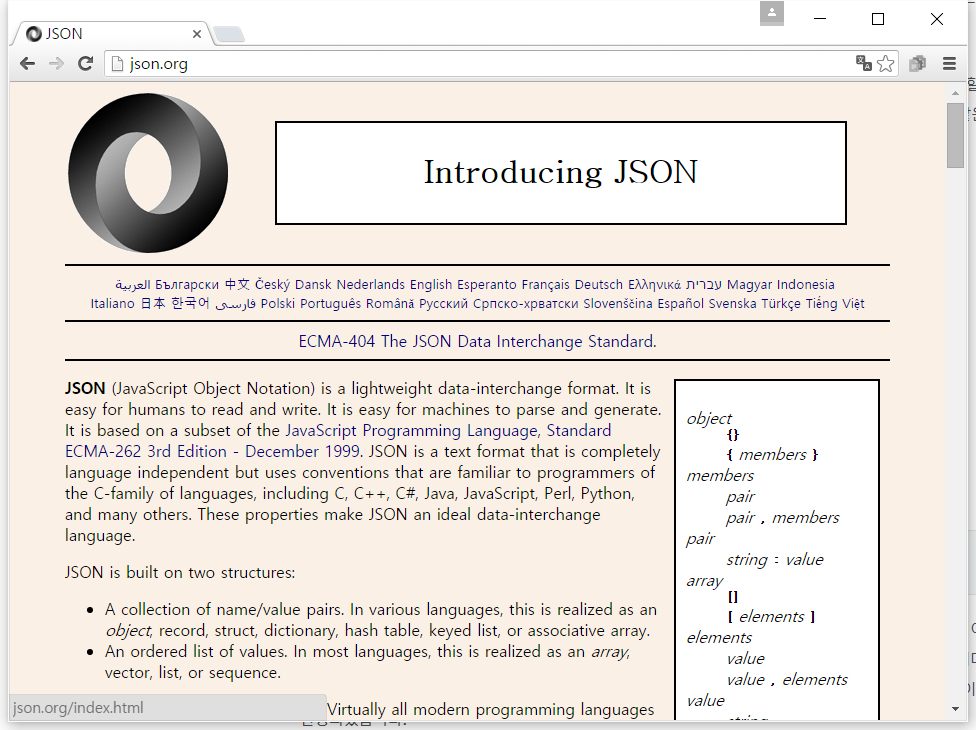 JSON
json.org
Introducing JSON
العربية Български 中文 Český Dansk Nederlands English Esperanto Français Deutsch Ελληνικά עברית Magyar Indonesia
Italiano 日本 한국어 فارسی Polski Português Română Русский Српско-хрватски Slovenščina Español Svenska Türkçe Tiếng Việt
ECMA-404 The JSON Data Interchange Standard.
JSON (JavaScript Object Notation) is a lightweight data-interchange format. It is
easy for humans to read and write. It is easy for machines to parse and generate.
It is based on a subset of the JavaScript Programming Language, Standard
ECMA-262 3rd Edition - December 1999. JSON is a text format that is completely
language independent but uses conventions that are familiar to programmers of
the C-family of languages, including C, C++, C#, Java, JavaScript, Perl, Python,
and many others. These properties make JSON an ideal data-interchange
language.
JSON is built on two structures:
• A collection of name/value pairs. In various languages, this is realized as an
object, record, struct, dictionary, hash table, keyed list, or associative array.
• An ordered list of values. In most languages, this is realized as an array,
vector, list, or sequence.
Virtually all modern programming languages
object
{}
{ members }
members
pair
pair , members
pair
string : value
array
[]
[ elements ]
elements
value
value , elements
value
json.org/index.html